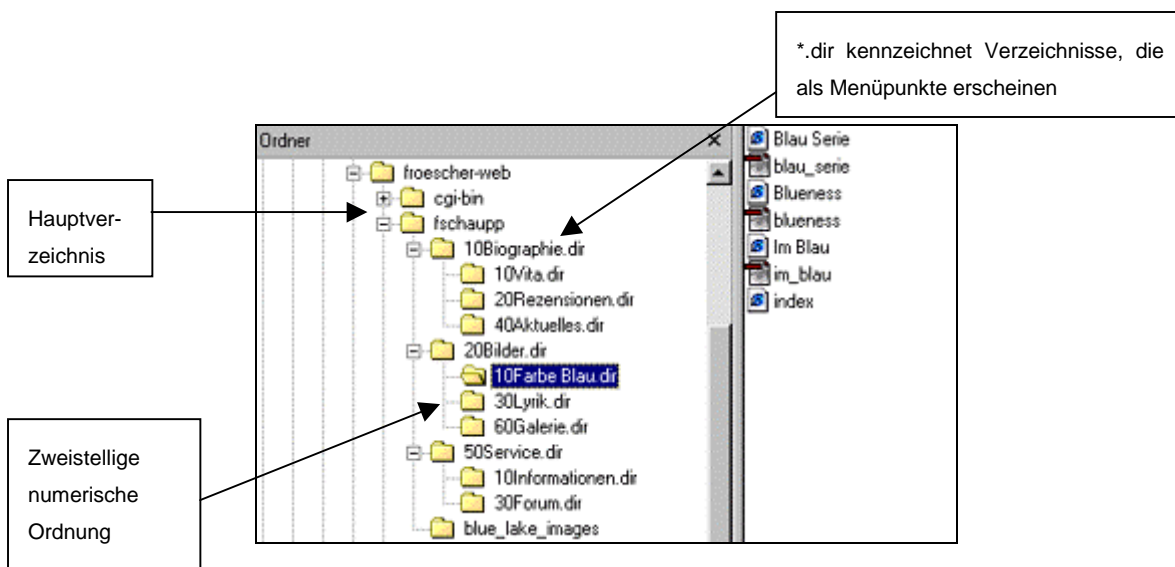 *.dir kennzeichnet Verzeichnisse, die
als Menüpunkte erscheinen
Ordner
froescher-web
cgi-bin
fschaupp
10Biographie.dir
10Vita.dir
20Rezensionen.dir
40Aktuelles.dir
20Bilder.dir
10Farbe Blau.dir
30Lyrik.dir
60Galerie.dir
50Service.dir
10Informationen.dir
30Forum.dir
blue_lake_images
Blau Serie
blau_serie
Blueness
blueness
Im Blau
im_blau
index
Hauptver-
zeichnis
Zweistellige
numerische
Ordnung